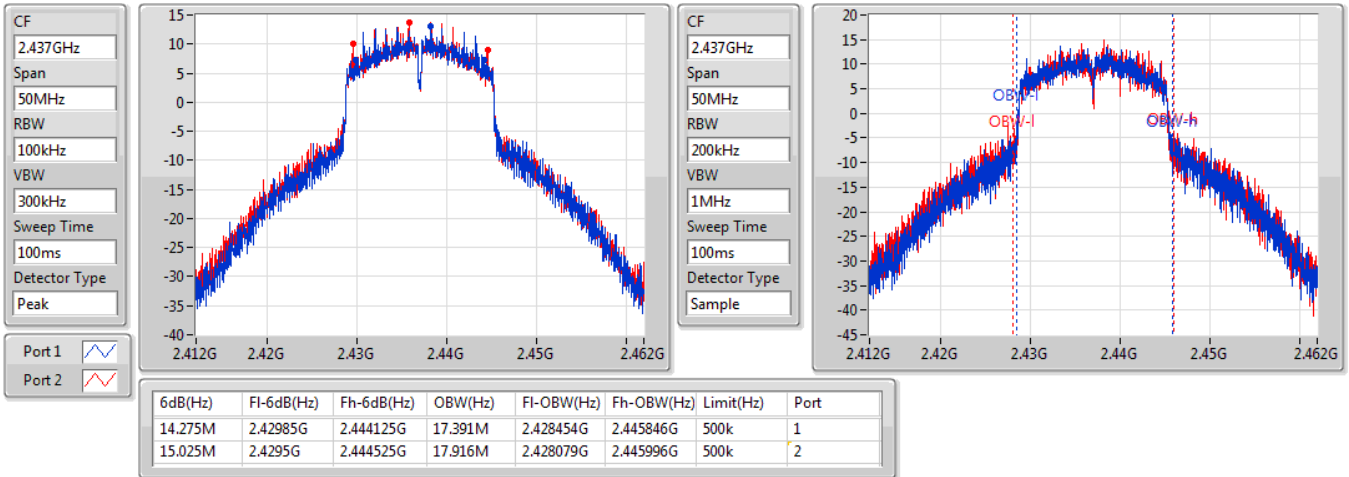 CF
2.437GHz
Span
50MHz
RBW
100kHz
VBW
300kHz
Sweep Time
100ms
Detector Type
Peak
Port 1
Port 2
15
10
5
0
-5
-10
-15
-20
-25
-30
-35
-40
2.412G 2.42G 2.43G 2.44G 2.45G 2.462G
CF
2.437GHz
Span
50MHz
RBW
200kHz
VBW
1MHz
Sweep Time
100ms
Detector Type
Sample
20
15
10
5
0
-5
-10
-15
-20
-25
-30
-35
-40
-45
OBW-l
OBW-l
OBW-h
2.412G 2.42G 2.43G 2.44G 2.45G 2.462G
6dB(Hz) Fl-6dB(Hz) Fh-6dB(Hz) OBW(Hz) Fl-OBW(Hz) Fh-OBW(Hz) Limit(Hz) Port
14.275M 2.42985G 2.444125G 17.391M 2.428454G 2.445846G 500k 1
15.025M 2.4295G 2.444525G 17.916M 2.428079G 2.445996G 500k 2